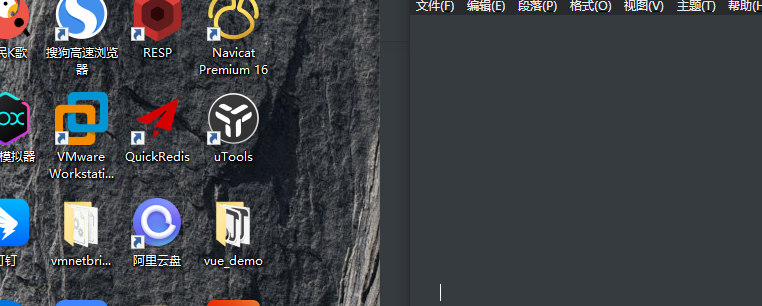 文件(F) 编辑(E) 段落(P) 格式(O) 视图(V) 主题(T) 帮助(H
民K歌
搜狗高速浏览器
RESP
Navicat
Premium 16
模拟器
VMware
Workstati...
QuickRedis
uTools
钉
vmnetbri...
阿里云盘
vue_demo